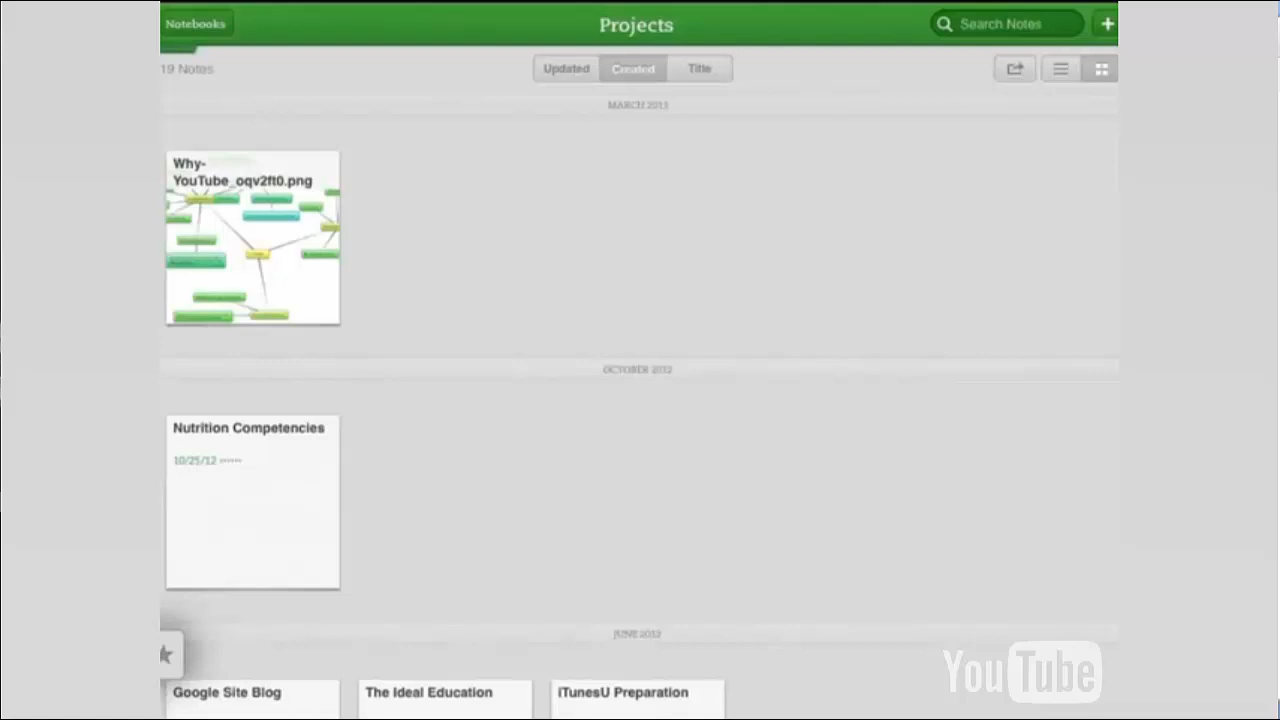 Notebooks
Projects
Search Notes
19 Notes
Updated
Created
Title
MARCH 2013
Why-
YouTube_oqv2ft0.png
OCTOBER 2012
Nutrition Competencies
10/25/12
JUNE 2012
Google Site Blog
The Ideal Education
iTunesU Preparation
YouTube